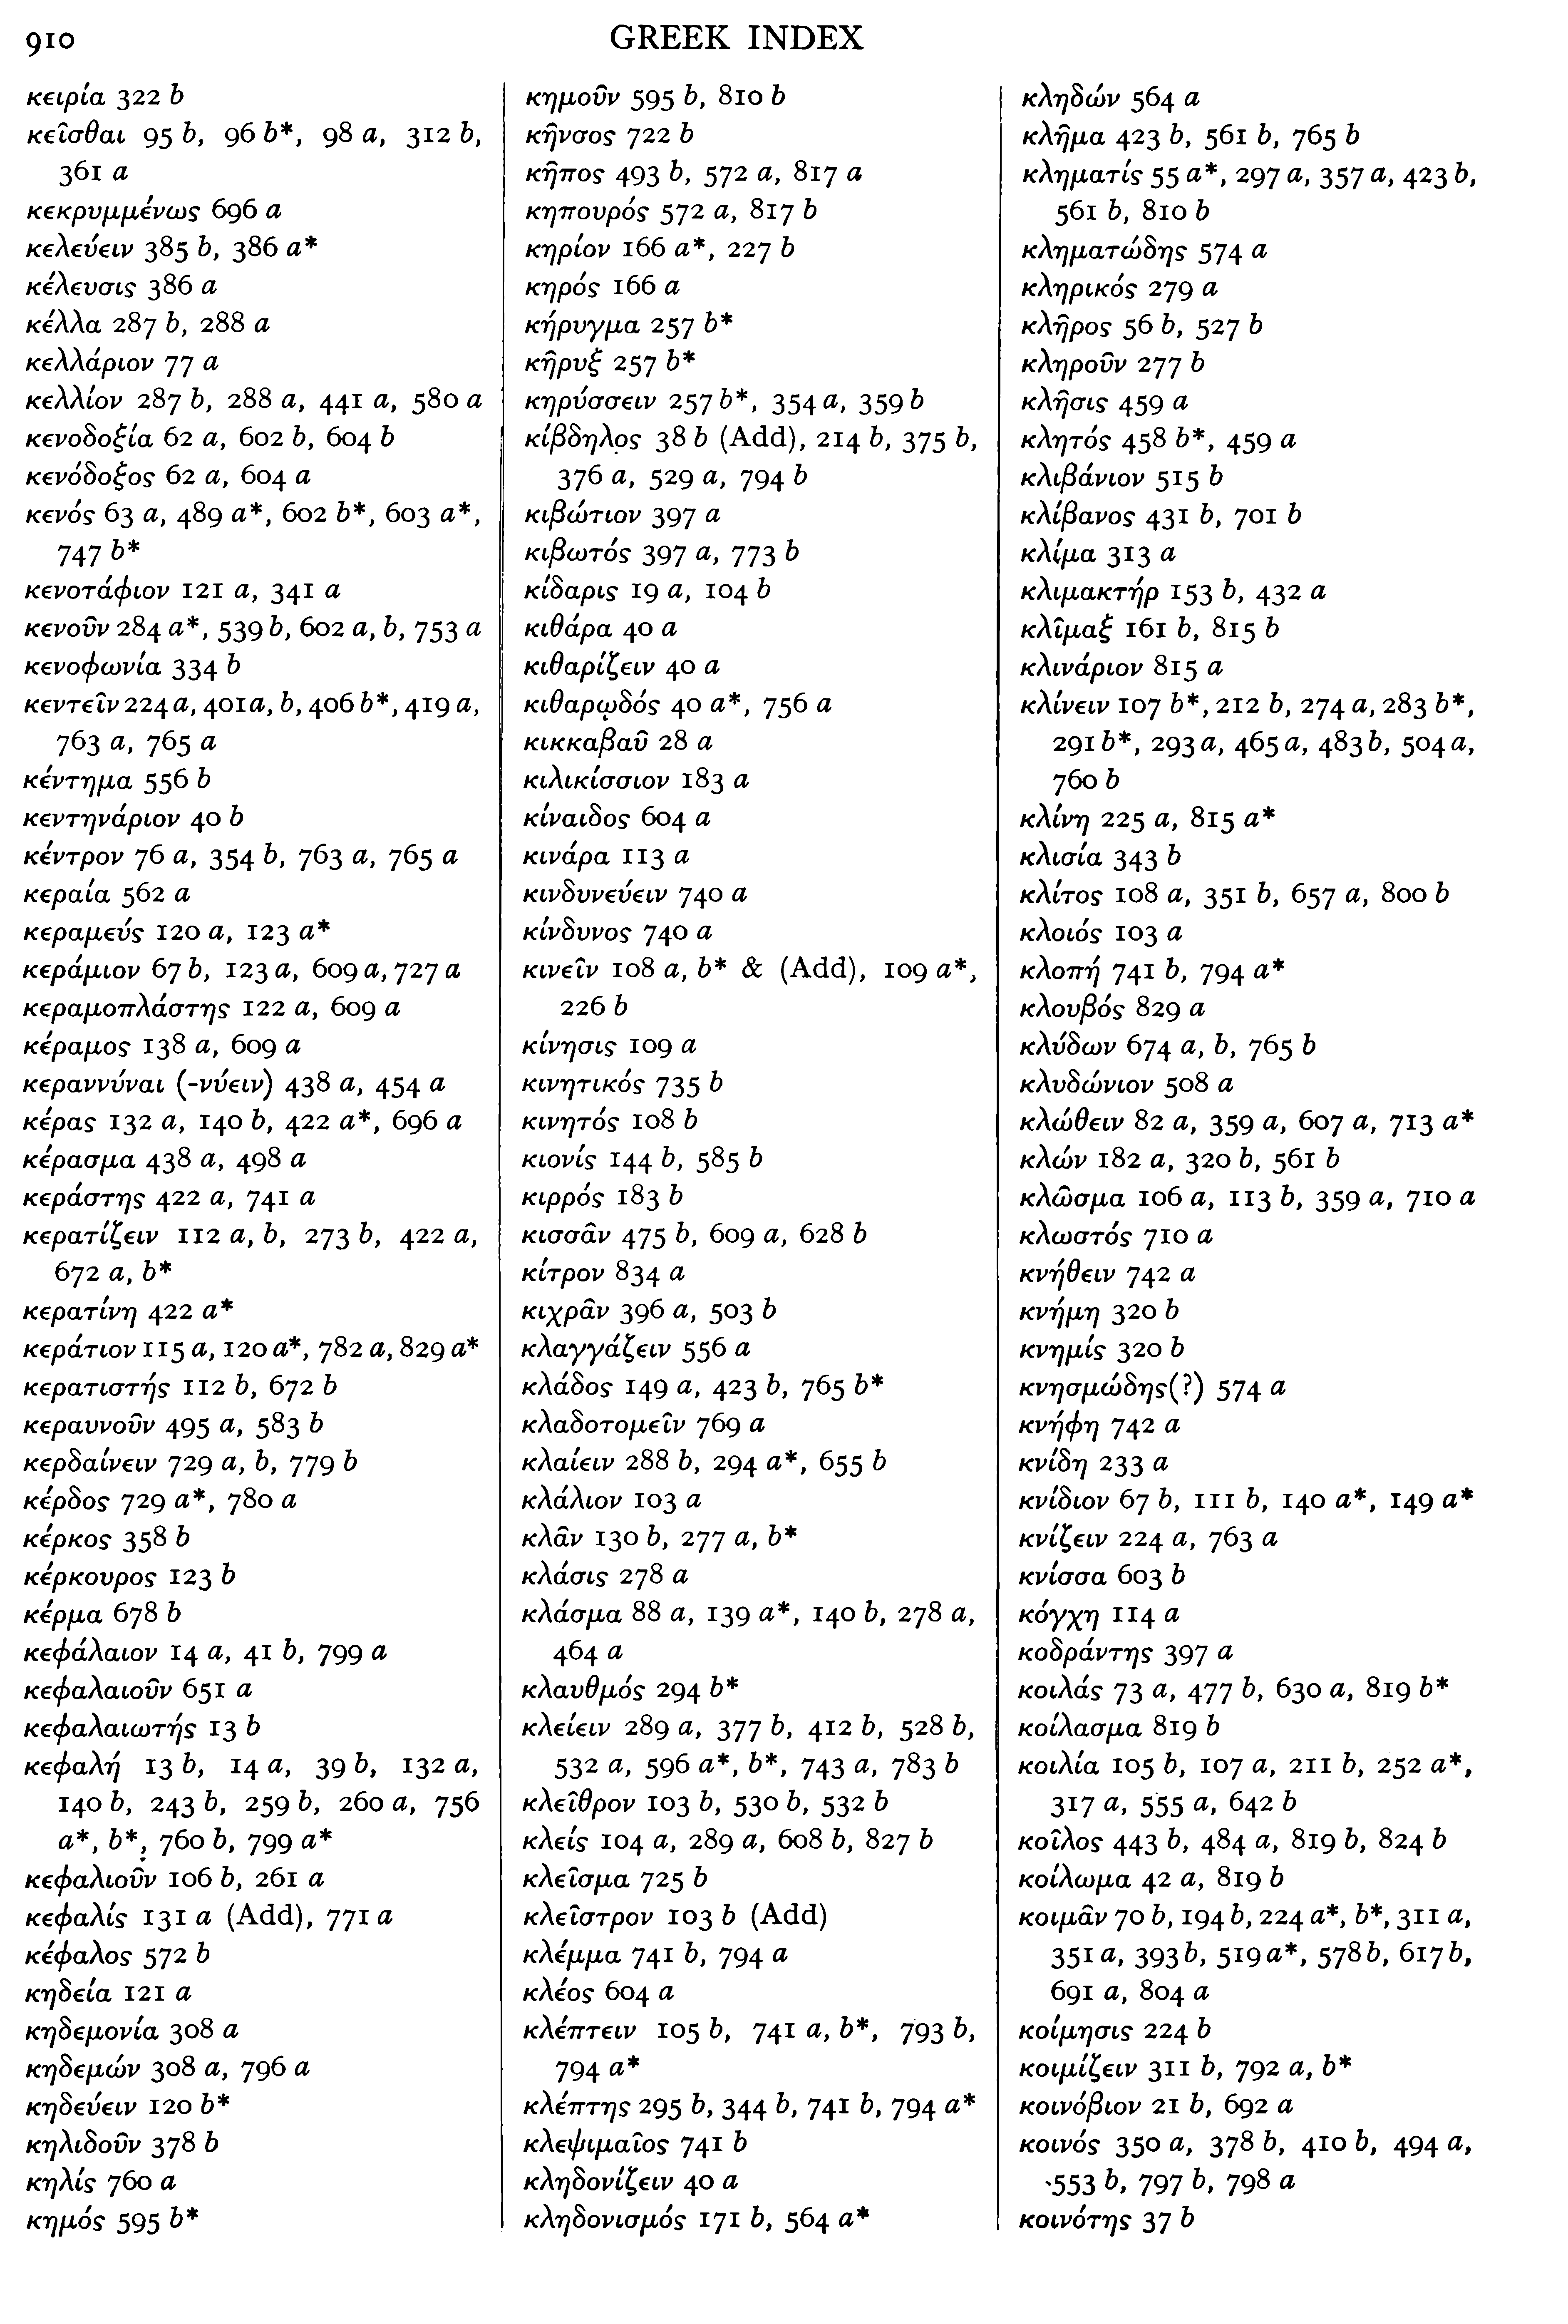 910
GREEK INDEX
κειρία 322 b
κεῖσθαι 95 b, 96 b*, 98 a, 312 b,
361 a
κεκρυμμένως 696 a
κελεύειν 385 b, 386 a*
κέλευσις 386 a
κέλλα 287 b, 288 a
κελλάριον 77 a
κελλίον 287 b, 288 a, 441 a, 580 a
κενοδοξία 62 a, 602 b, 604 b
κενόδοξος 62 a, 604 a
κενός 63 a, 489 a*, 602 b*, 603 a*,
747 b*
κενοτάφιον 121 a, 341 a
κενοῦν 284 a*, 539 b, 602 a, b, 753 a
κενοφωνία 334 b
κεντεῖν 224 a, 401 a, b, 406 b*, 419 a,
763 a, 765 a
κέντημα 556 b
κεντηνάριον 40 b
κέντρον 76 a, 354 b, 763 a, 765 a
κεραία 562 a
κεραμεύς 120 a, 123 a*
κεράμιον 67 b, 123 a, 609 a, 727 a
κεραμοπλάστης 122 a, 609 a
κέραμος 138 a, 609 a
κεραννύναι (-νύειν) 438 a, 454 a
κέρας 132 a, 140 b, 422 a*, 696 a
κέρασμα 438 a, 498 a
κεράστης 422 a, 741 a
κερατίζειν 112 a, b, 273 b, 422 a,
672 a, b*
κερατίνη 422 a*
κεράτιον 115 a, 120 a*, 782 a, 829 a*
κερατιστής 112 b, 672 b
κεραυνοῦν 495 a, 583 b
κερδαίνειν 729 a, b, 779 b
κέρδος 729 a*, 780 a
κέρκος 358 b
κέρκουρος 123 b
κέρμα 678 b
κεφάλαιον 14 a, 41 b, 799 a
κεφαλαιοῦν 651 a
κεφαλαιωτής 13 b
κεφαλή 13 b, 14 a, 39 b, 132 a,
140 b, 243 b, 259 b, 260 a, 756
a*, b*, 760 b, 799 a*
κεφαλιοῦν 106 b, 261 a
κεφαλίς 131 a (Add), 771 a
κέφαλος 572 b
κηδεία 121 a
κηδεμονία 308 a
κηδεμών 308 a, 796 a
κηδεύειν 120 b*
κηλιδοῦν 378 b
κηλίς 760 a
κημός 595 b*
κημοῦν 595 b, 810 b
κῆνσος 722 b
κῆπος 493 b, 572 a, 817 a
κηπουρός 572 a, 817 b
κηρίον 166 a*, 227 b
κηρός 166 a
κήρυγμα 257 b*
κῆρυξ 257 b*
κηρύσσειν 257 b*, 354 a, 359 b
κίβδηλος 38 b (Add), 214 b, 375 b,
376 a, 529 a, 794 b
κιβώτιον 397 a
κιβωτός 397 a, 773 b
κίδαρις 19 a, 104 b
κιθάρα 40 a
κιθαρίζειν 40 a
κιθαρῳδός 40 a*, 756 a
κικκαβαῦ 28 a
κιλικίσσιον 183 a
κίναιδος 604 a
κινάρα 113 a
κινδυνεύειν 740 a
κίνδυνος 740 a
κινεῖν 108 a, b* & (Add), 109 a*,
226 b
κίνησις 109 a
κινητικός 735 b
κινητός 108 b
κιονίς 144 b, 585 b
κιρρός 183 b
κισσᾶν 475 b, 609 a, 628 b
κίτρον 834 a
κιχρᾶν 396 a, 503 b
κλαγγάζειν 556 a
κλάδος 149 a, 423 b, 765 b*
κλαδοτομεῖν 769 a
κλαίειν 288 b, 294 a*, 655 b
κλάλιον 103 a
κλᾶν 130 b, 277 a, b*
κλάσις 278 a
κλάσμα 88 a, 139 a*, 140 b, 278 a,
464 a
κλαυθμός 294 b*
κλείειν 289 a, 377 b, 412 b, 528 b,
532 a, 596 a*, b*, 743 a, 783 b
κλεῖθρον 103 b, 530 b, 532 b
κλείς 104 a, 289 a, 608 b, 827 b
κλεῖσμα 725 b
κλεῖστρον 103 b (Add)
κλέμμα 741 b, 794 a
κλέος 604 a
κλέπτειν 105 b, 741 a, b*, 793 b,
794 a*
κλέπτης 295 b, 344 b, 741 b, 794 a*
κλεψιμαῖος 741 b
κληδονίζειν 40 a
κληδονισμός 171 b, 564 a*
κληδών 564 a
κλῆμα 423 b, 561 b, 765 b
κληματίς 55 a*, 297 a, 357 a, 423 b,
561 b, 810 b
κληματώδης 574 a
κληρικός 279 a
κλῆρος 56 b, 527 b
κληροῦν 277 b
κλῆσις 459 a
κλητός 458 b*, 459 a
κλιβάνιον 515 b
κλίβανος 431 b, 701 b
κλίμα 313 a
κλιμακτήρ 153 b, 432 a
κλῖμαξ 161 b, 815 b
κλινάριον 815 a
κλίνειν 107 b*, 212 b, 274 a, 283 b*,
291 b*, 293 a, 465 a, 483 b, 504 a,
760 b
κλίνη 225 a, 815 a*
κλισία 343 b
κλίτος 108 a, 351 b, 657 a, 800 b
κλοιός 103 a
κλοπή 741 b, 794 a*
κλουβός 829 a
κλύδων 674 a, b, 765 b
κλυδώνιον 508 a
κλώθειν 82 a, 359 a, 607 a, 713 a*
κλών 182 a, 320 b, 561 b
κλῶσμα 106 a, 113 b, 359 a, 710 a
κλωστός 710 a
κνήθειν 742 a
κνήμη 320 b
κνημίς 320 b
κνησμώδης(?) 574 a
κνήφη 742 a
κνίδη 233 a
κνίδιον 67 b, 111 b, 140 a*, 149 a*
κνίζειν 224 a, 763 a
κνίσσα 603 b
κόγχη 114 a
κοδράντης 397 a
κοιλάς 73 a, 477 b, 630 a, 819 b*
κοίλασμα 819 b
κοιλία 105 b, 107 a, 211 b, 252 a*,
317 a, 555 a, 642 b
κοῖλος 443 b, 484 a, 819 b, 824 b
κοίλωμα 42 a, 819 b
κοιμᾶν 70 b, 194 b, 224 a*, b*, 311 a,
351 a, 393 b, 519 a*, 578 b, 617 b,
691 a, 804 a
κοίμησις 224 b
κοιμίζειν 311 b, 792 a, b*
κοινόβιον 21 b, 692 a
κοινός 350 a, 378 b, 410 b, 494 a,
553 b, 797 b, 798 a
κοινότης 37 b